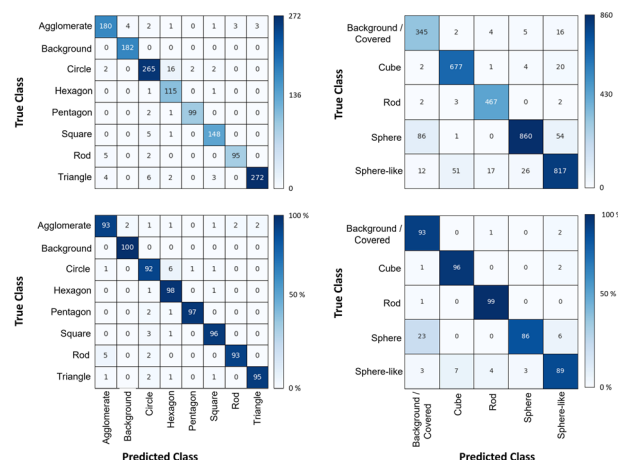 Agglomerate 180 4 2 1 0 1 3 3
Background 0 182 0 0 0 0 0 0
Circle 2 0 265 16 2 2 0 0
Hexagon 0 0 1 115 0 0 0 0
Pentagon 0 0 2 1 99 0 0 0
Square 0 0 5 1 0 148 0 0
Rod 5 0 2 0 0 0 95 0
Triangle 4 0 6 2 0 3 0 272
True Class
272
136
0
Background / Covered 345 2 4 5 16
Cube 2 677 1 4 20
Rod 2 3 467 0 2
Sphere 86 1 0 860 54
Sphere-like 12 51 17 26 817
True Class
860
430
0
Agglomerate 93 2 1 1 0 1 2 2
Background 0 100 0 0 0 0 0 0
Circle 1 0 92 6 1 1 0 0
Hexagon 0 0 1 98 0 0 0 0
Pentagon 0 0 2 1 97 0 0 0
Square 0 0 3 1 0 96 0 0
Rod 5 0 2 0 0 0 93 0
Triangle 1 0 2 1 0 1 0 95
True Class
100 %
50 %
0 %
Agglomerate Background Circle Hexagon Pentagon Square Rod Triangle
Predicted Class
Background / Covered 93 0 1 0 2
Cube 1 96 0 0 2
Rod 1 0 99 0 0
Sphere 23 0 0 86 6
Sphere-like 3 7 4 3 89
True Class
100 %
50 %
0 %
Background / Covered Cube Rod Sphere Sphere-like
Predicted Class